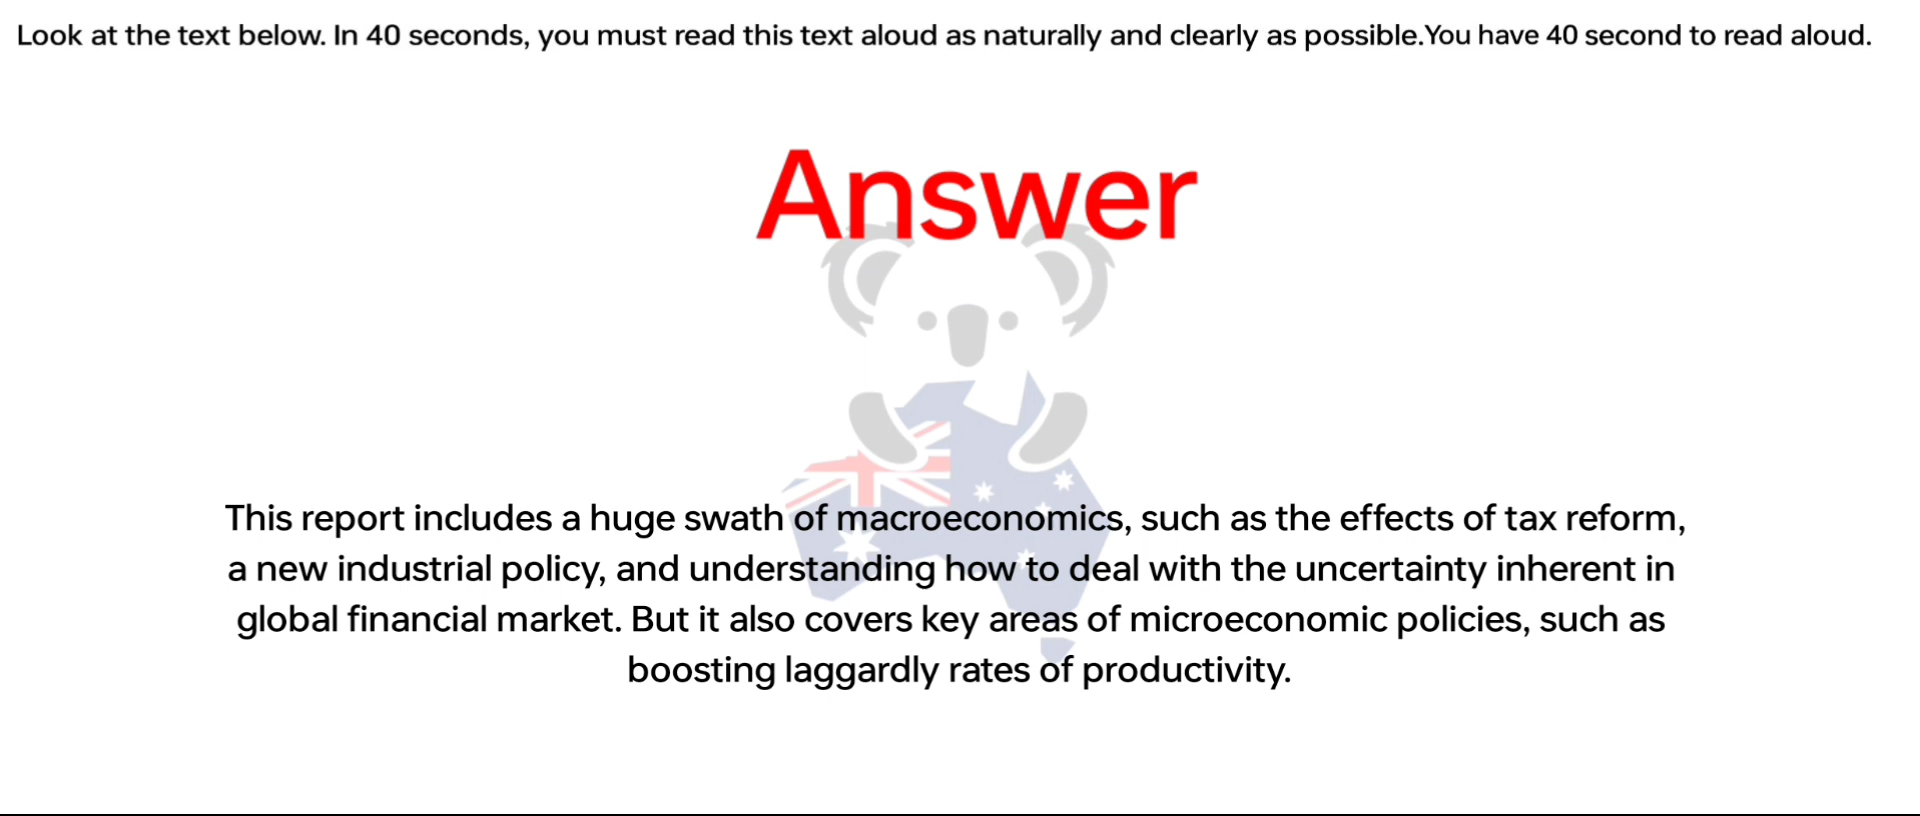 Look at the text below. In 40 seconds, you must read this text aloud as naturally and clearly as possible.You have 40 second to read aloud.
Answer
This report includes a huge swath of macroeconomics, such as the effects of tax reform,
a new industrial policy, and understanding how to deal with the uncertainty inherent in
global financial market. But it also covers key areas of microeconomic policies, such as
boosting laggardly rates of productivity.